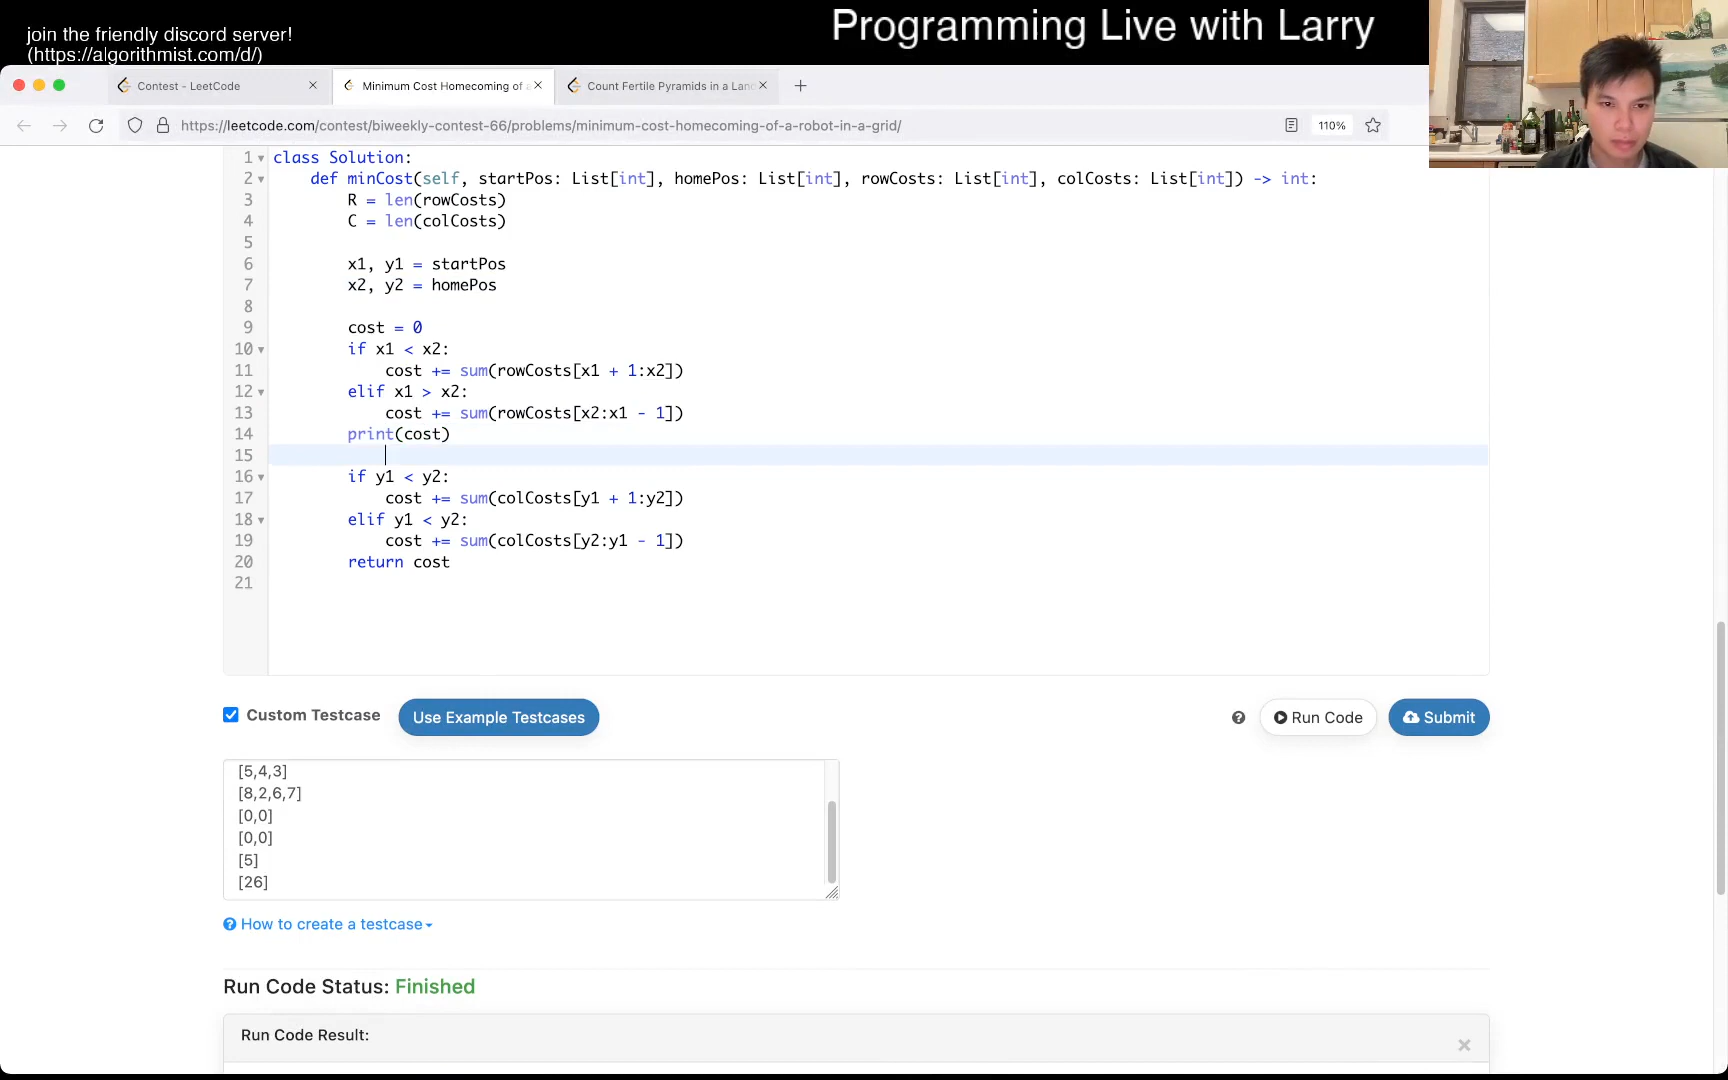 join the friendly discord server!
(https://algorithmist.com/d/)
Programming Live with Larry
Contest - LeetCode
Minimum Cost Homecoming of a
Count Fertile Pyramids in a Lan
https://leetcode.com/contest/biweekly-contest-66/problems/minimum-cost-homecoming-of-a-robot-in-a-grid/
110%
1 class Solution:
2 def minCost(self, startPos: List[int], homePos: List[int], rowCosts: List[int], colCosts: List[int]) -> int:
3 R = len(rowCosts)
4 C = len(colCosts)
5
6 x1, y1 = startPos
7 x2, y2 = homePos
8
9 cost = 0
10 if x1 < x2:
11 cost += sum(rowCosts[x1 + 1:x2])
12 elif x1 > x2:
13 cost += sum(rowCosts[x2:x1 - 1])
14 print(cost)
15
16 if y1 < y2:
17 cost += sum(colCosts[y1 + 1:y2])
18 elif y1 < y2:
19 cost += sum(colCosts[y2:y1 - 1])
20 return cost
21
Custom Testcase
Use Example Testcases
Run Code
Submit
[5,4,3]
[8,2,6,7]
[0,0]
[0,0]
[5]
[26]
How to create a testcase
Run Code Status: Finished
Run Code Result: